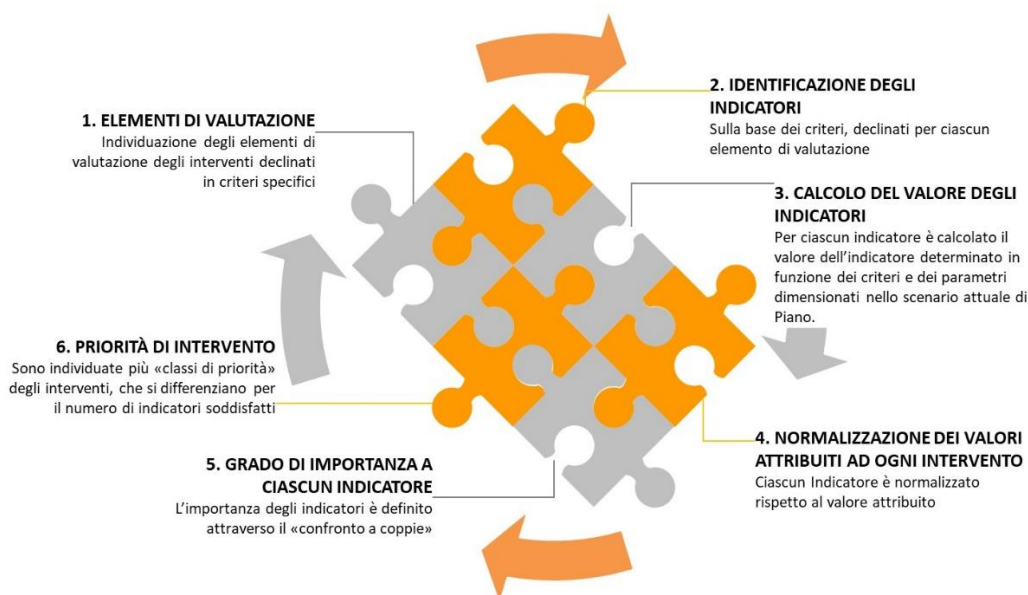 1. ELEMENTI DI VALUTAZIONE
Individuazione degli elementi di
valutazione degli interventi declinati
in criteri specifici
2. IDENTIFICAZIONE DEGLI
INDICATORI
Sulla base dei criteri, declinati per ciascun
elemento di valutazione
3. CALCOLO DEL VALORE DEGLI
INDICATORI
Per ciascun indicatore è calcolato il
valore dell’indicatore determinato in
funzione dei criteri e dei parametri
dimensionati nello scenario attuale di
Piano.
4. NORMALIZZAZIONE DEI VALORI
ATTRIBUITI AD OGNI INTERVENTO
Ciascun Indicatore è normalizzato
rispetto al valore attribuito
5. GRADO DI IMPORTANZA A
CIASCUN INDICATORE
L’importanza degli indicatori è definito
attraverso il «confronto a coppie»
6. PRIORITÀ DI INTERVENTO
Sono individuate più «classi di priorità»
degli interventi, che si differenziano per
il numero di indicatori soddisfatti